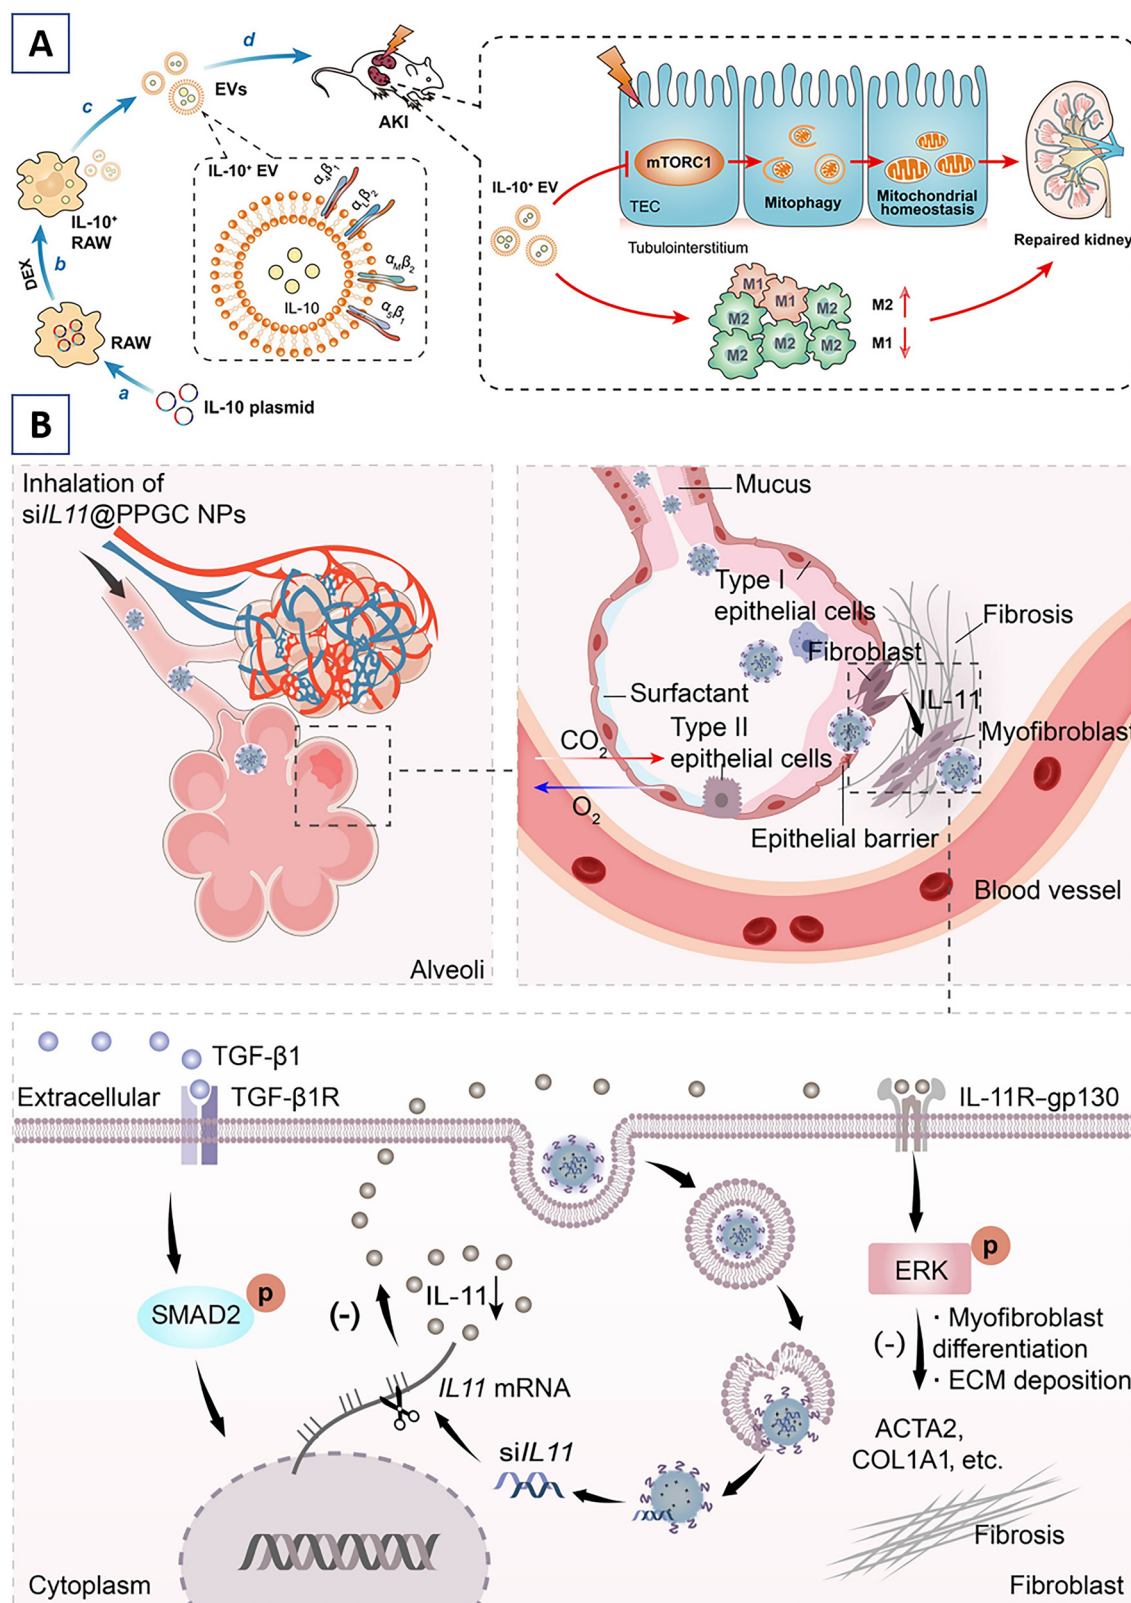 A
d
EVs
AKI
c
IL-10⁺ EV
α₄β₁
αLβ₂
αMβ₂
α₅β₁
IL-10
IL-10⁺
RAW
DEX
b
RAW
a
IL-10 plasmid
mTORC1
TEC
Mitophagy
Mitochondrial
homeostasis
IL-10⁺ EV
Tubulointerstitium
Repaired kidney
M1
M1
M2
M2
M2
M2
M2
M2
M1
B
Inhalation of
siIL11@PPGC NPs
Alveoli
Mucus
Type I
epithelial cells
Fibrosis
Fibroblast
Surfactant
IL-11
Type II
epithelial cells
Myofibroblast
CO₂
O₂
Epithelial barrier
Blood vessel
TGF-β1
Extracellular
TGF-β1R
IL-11R–gp130
p
SMAD2
(-)
IL-11
p
ERK
(-)
· Myofibroblast
differentiation
· ECM deposition
IL11 mRNA
siIL11
ACTA2,
COL1A1, etc.
Fibrosis
Cytoplasm
Fibroblast